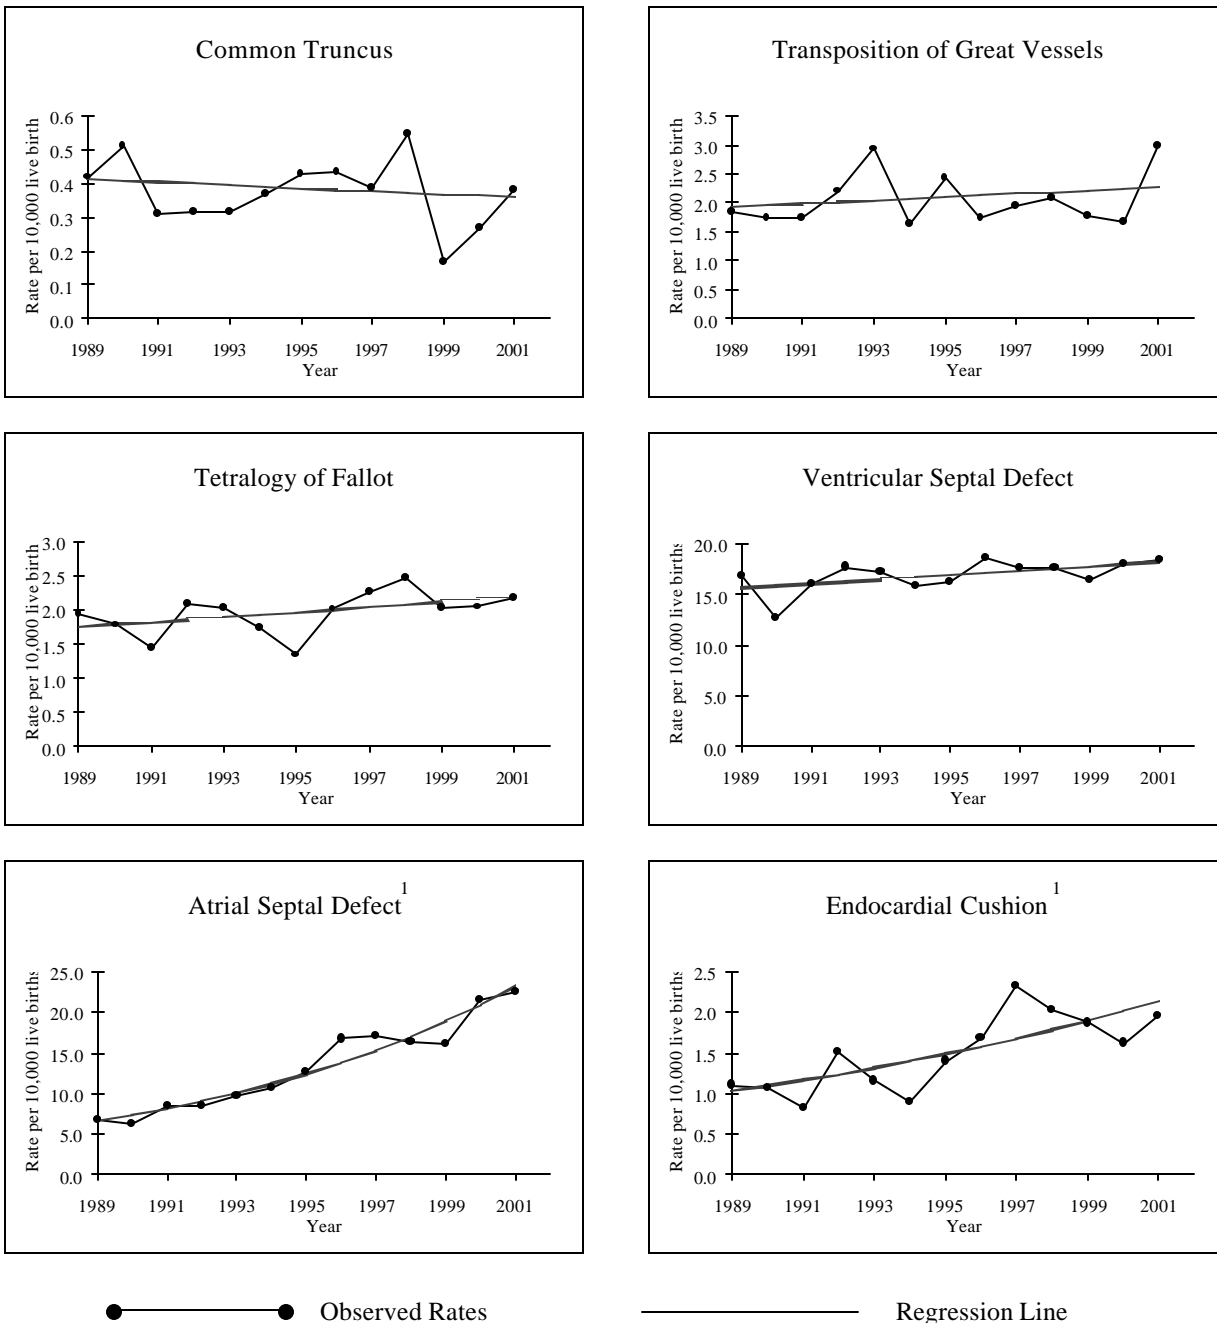 Common Truncus
Rate per 10,000 live birth
0.6
0.5
0.4
0.3
0.2
0.1
0.0
1989 1991 1993 1995 1997 1999 2001
Year
Transposition of Great Vessels
Rate per 10,000 live birth
3.5
3.0
2.5
2.0
1.5
1.0
0.5
0.0
1989 1991 1993 1995 1997 1999 2001
Year
Tetralogy of Fallot
Rate per 10,000 live birth
3.0
2.5
2.0
1.5
1.0
0.5
0.0
1989 1991 1993 1995 1997 1999 2001
Year
Ventricular Septal Defect
Rate per 10,000 live births
20.0
15.0
10.0
5.0
0.0
1989 1991 1993 1995 1997 1999 2001
Year
Atrial Septal Defect 1
Rate per 10,000 live births
25.0
20.0
15.0
10.0
5.0
0.0
1989 1991 1993 1995 1997 1999 2001
Year
Endocardial Cushion 1
Rate per 10,000 live births
2.5
2.0
1.5
1.0
0.5
0.0
1989 1991 1993 1995 1997 1999 2001
Year
Observed Rates Regression Line